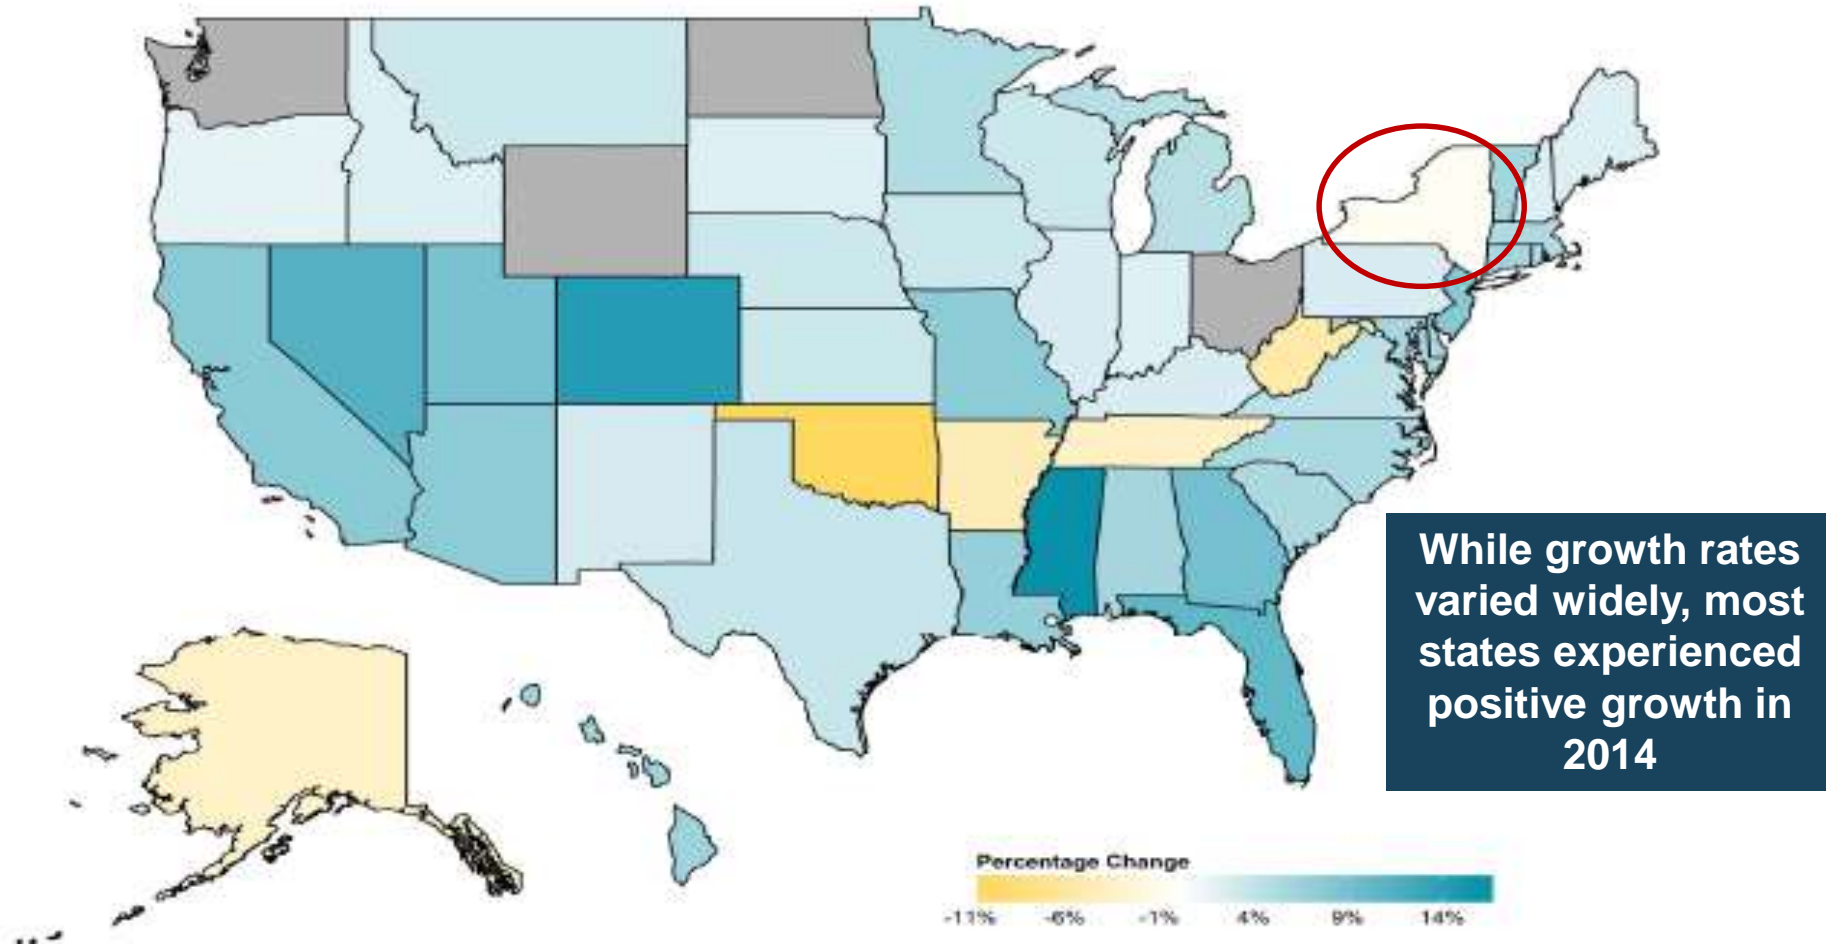 While growth rates
varied widely, most
states experienced
positive growth in
2014
Percentage Change
-11% -6% -1% 4% 9% 14%